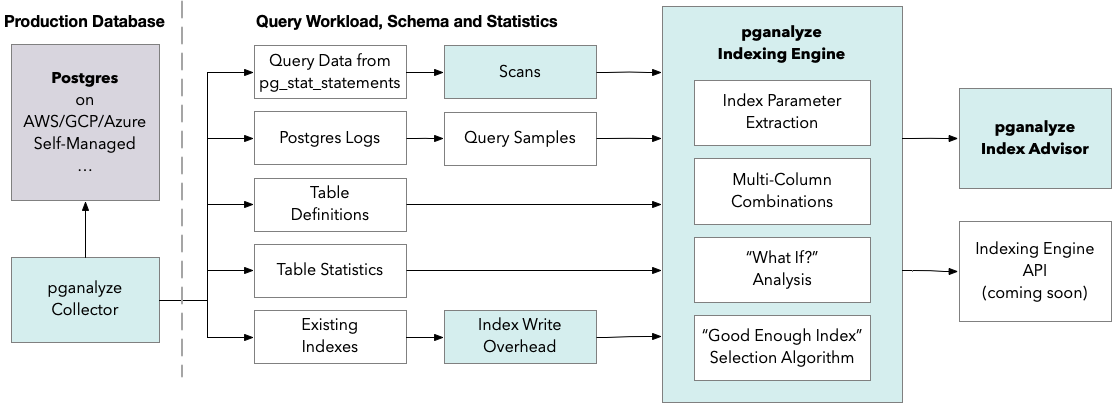 Production Database
Postgres
on
AWS/GCP/Azure
Self-Managed
...
pganalyze
Collector
Query Workload, Schema and Statistics
Query Data from
pg_stat_statements
Scans
Postgres Logs
Query Samples
Table
Definitions
Table Statistics
Existing
Indexes
Index Write
Overhead
pganalyze
Indexing Engine
Index Parameter
Extraction
Multi-Column
Combinations
“What If?”
Analysis
“Good Enough Index”
Selection Algorithm
pganalyze
Index Advisor
Indexing Engine
API
(coming soon)